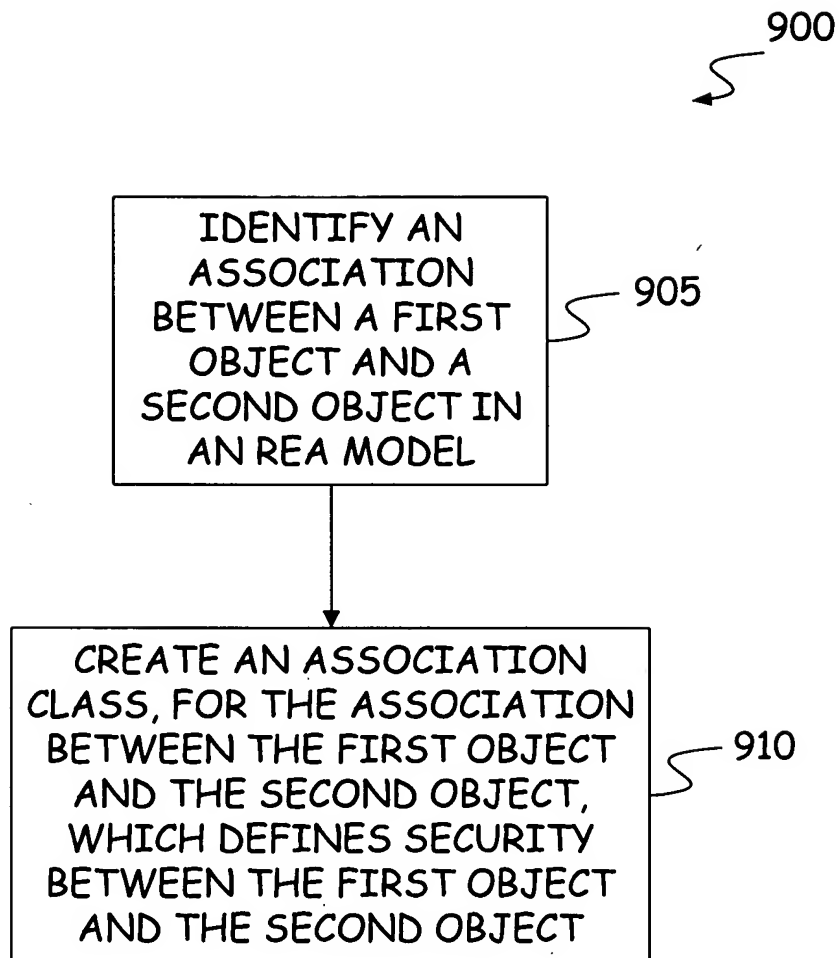 900
IDENTIFY AN
ASSOCIATION
BETWEEN A FIRST
OBJECT AND A
SECOND OBJECT IN
AN REA MODEL
905
CREATE AN ASSOCIATION
CLASS, FOR THE ASSOCIATION
BETWEEN THE FIRST OBJECT
AND THE SECOND OBJECT,
WHICH DEFINES SECURITY
BETWEEN THE FIRST OBJECT
AND THE SECOND OBJECT
910